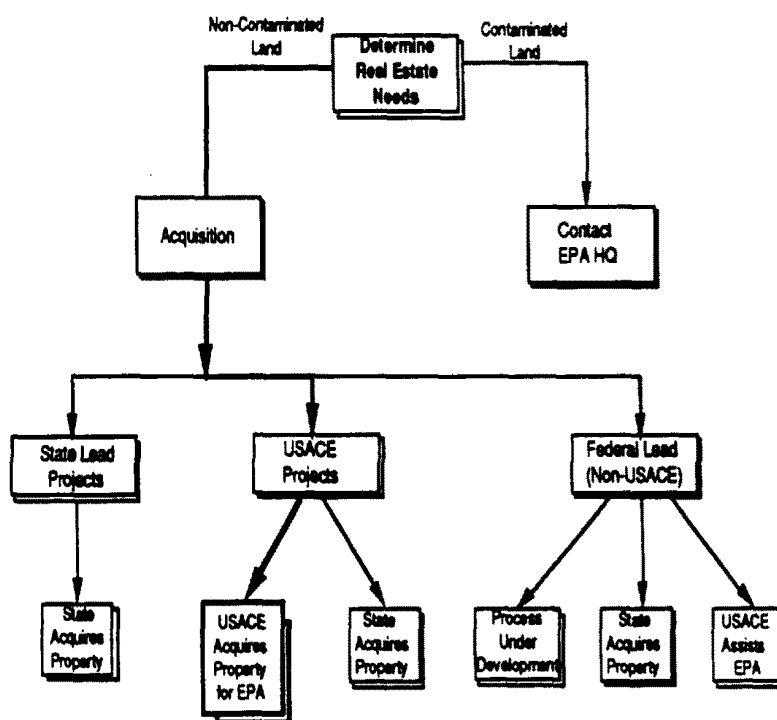 Non-Contaminated
Land
Determine
Real Estate
Needs
Contaminated
Land
Acquisition
Contact
EPA HQ
State Lead
Projects
USACE
Projects
Federal Lead
(Non-USACE)
State
Acquires
Property
USACE
Acquires
Property
for EPA
State
Acquires
Property
Process
Under
Development
State
Acquires
Property
USACE
Assists
EPA